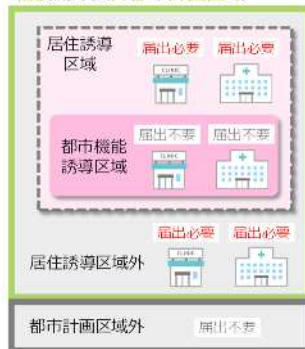 居住誘導
区域
届出必要 届出必要
CLINIC
都市機能
誘導区域
届出不要 届出不要
CLINIC
届出必要 届出必要
CLINIC
居住誘導区域外
都市計画区域外 届出不要